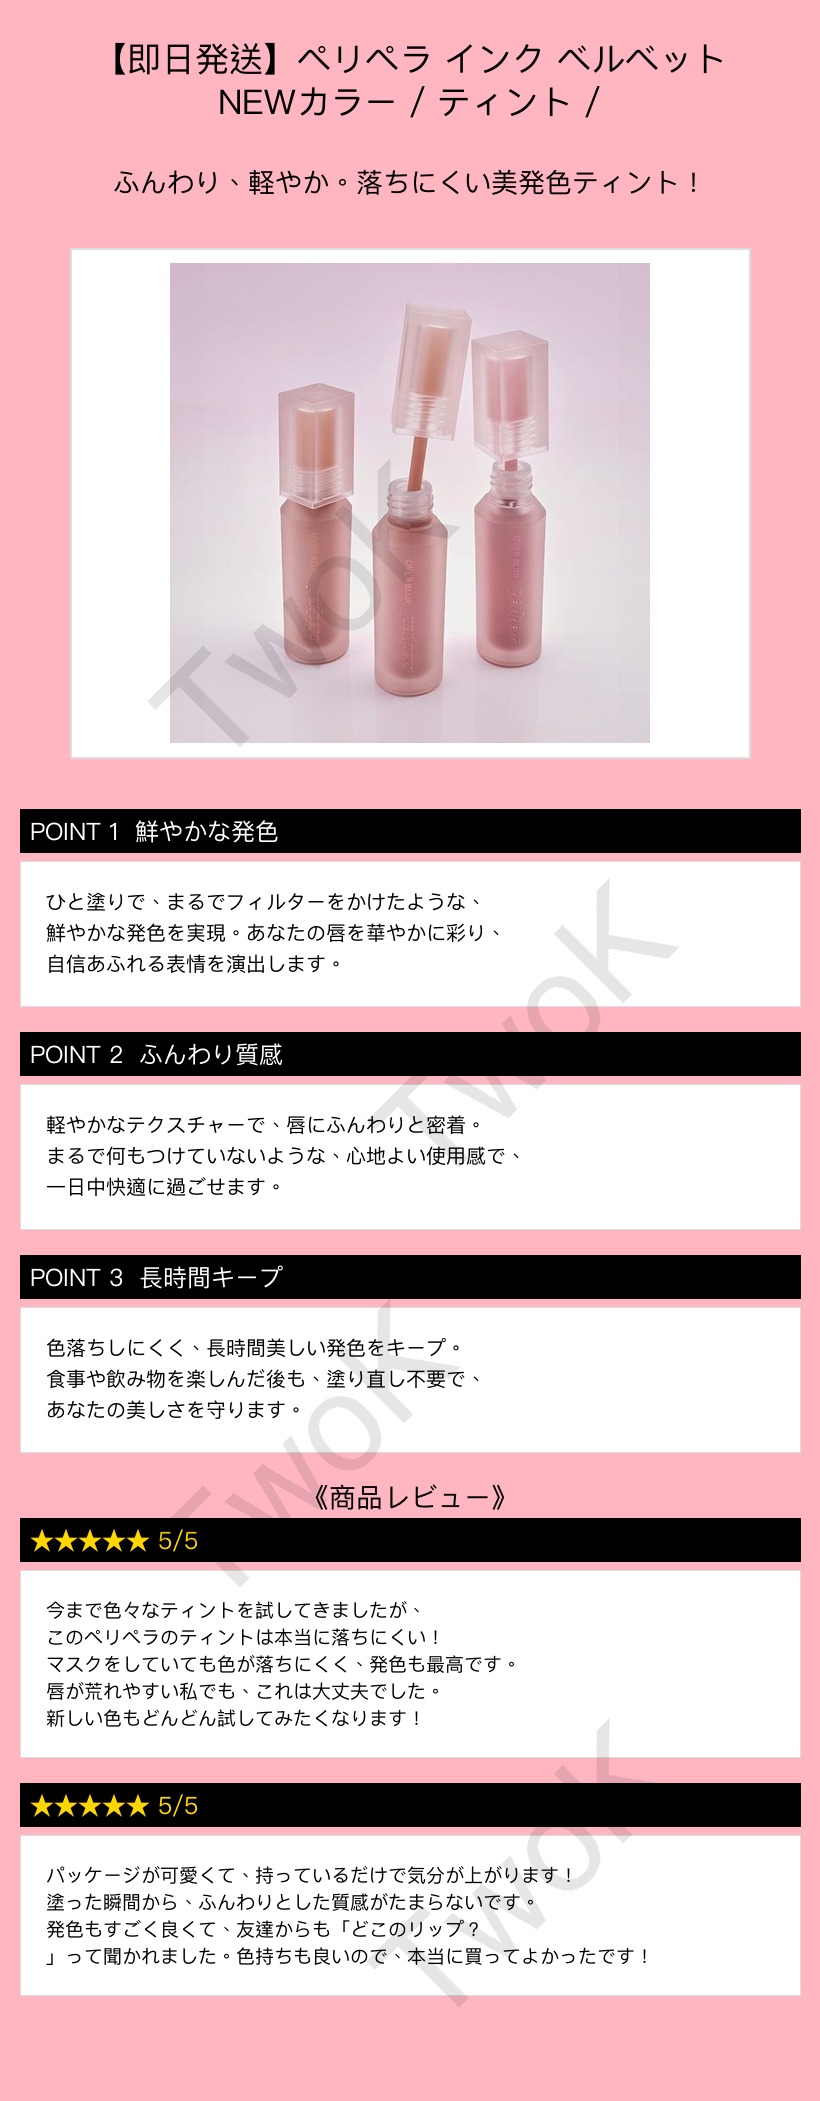 【即日発送】ペリペラ インク ベルベット
NEWカラー / ティント /
ふんわり、軽やか。落ちにくい美発色ティント！
OVER BLUR
OVER BLUR
peripera
OVER BLUR
peripera
TwoK
POINT 1 鮮やかな発色
ひと塗りで、まるでフィルターをかけたような、
鮮やかな発色を実現。あなたの唇を華やかに彩り、
自信あふれる表情を演出します。
TwoK
POINT 2 ふんわり質感
軽やかなテクスチャーで、唇にふんわりと密着。
まるで何もつけていないような、心地よい使用感で、
一日中快適に過ごせます。
POINT 3 長時間キープ
色落ちしにくく、長時間美しい発色をキープ。
食事や飲み物を楽しんだ後も、塗り直し不要で、
あなたの美しさを守ります。
TwoK
《商品レビュー》
★★★★★ 5/5
今まで色々なティントを試してきましたが、
このペリペラのティントは本当に落ちにくい！
マスクをしていても色が落ちにくく、発色も最高です。
唇が荒れやすい私でも、これは大丈夫でした。
新しい色もどんどん試してみたくなります！
TwoK
★★★★★ 5/5
パッケージが可愛くて、持っているだけで気分が上がります！
塗った瞬間から、ふんわりとした質感がたまらないです。
発色もすごく良くて、友達からも「どこのリップ？
」って聞かれました。色持ちも良いので、本当に買ってよかったです！